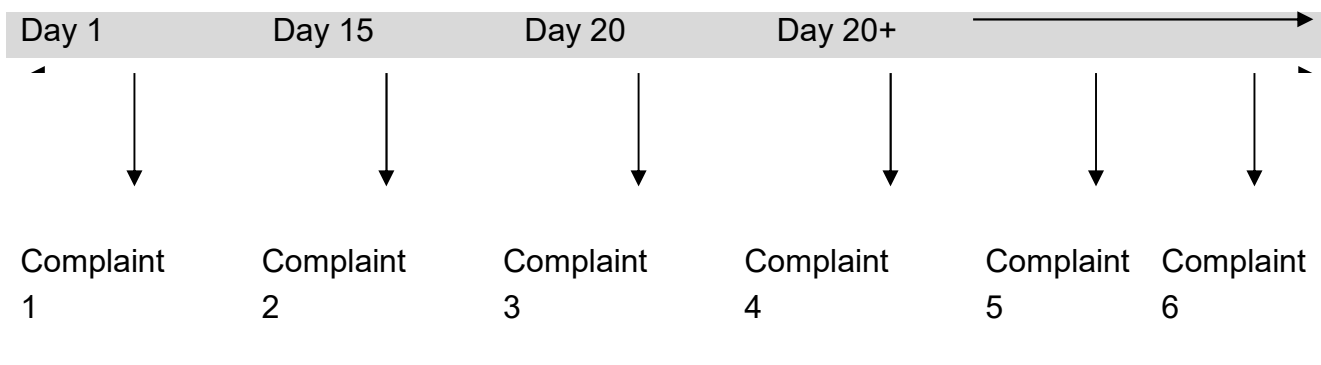 Day 1 Day 15 Day 20 Day 20+
Complaint Complaint Complaint Complaint Complaint Complaint
1 2 3 4 5 6